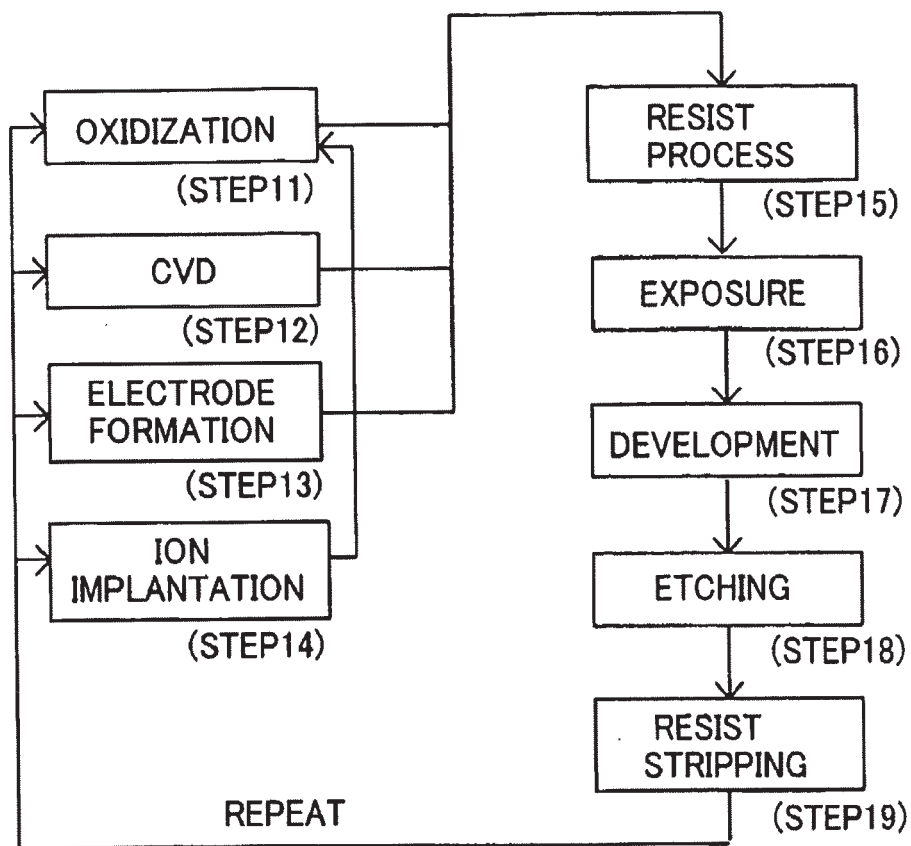 OXIDIZATION
(STEP11)
CVD
(STEP12)
ELECTRODE
FORMATION
(STEP13)
ION
IMPLANTATION
(STEP14)
RESIST
PROCESS
(STEP15)
EXPOSURE
(STEP16)
DEVELOPMENT
(STEP17)
ETCHING
(STEP18)
RESIST
STRIPPING
(STEP19)
REPEAT